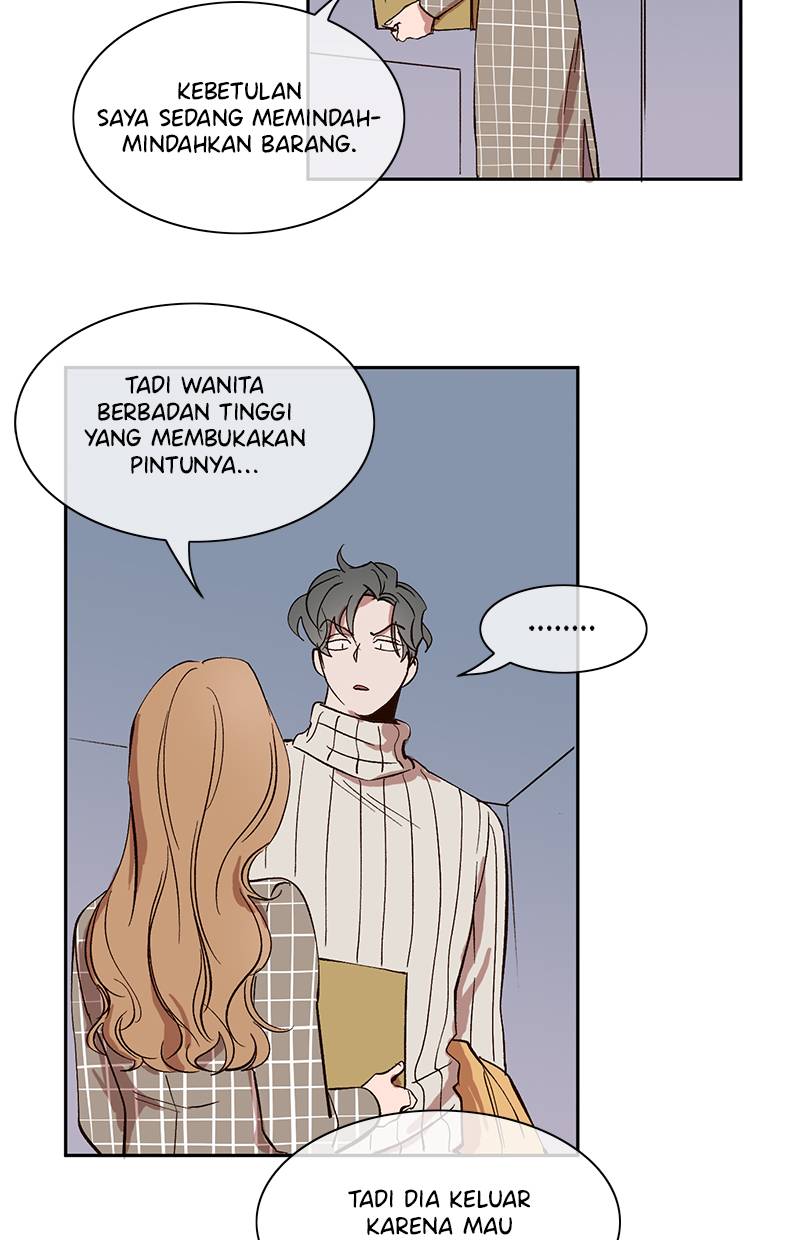 KEBETULAN
SAYA SEDANG MEMINDAH-
MINDAHKAN BARANG.
TADI WANITA
BERBADAN TINGGI
YANG MEMBUKAKAN
PINTUNYA...
.........
TADI DIA KELUAR
KARENA MAU